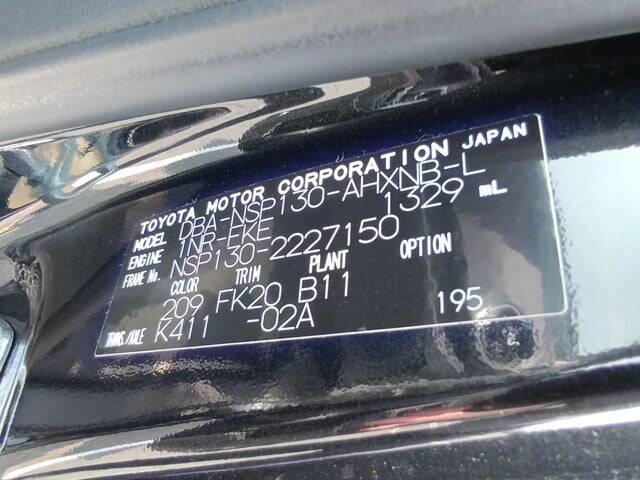 TOYOTA MOTOR CORPORATION JAPAN
MODEL DBA-NSP130-AHXNB-L
ENGINE 1NR-FKE 1329 mL
FRAME No. NSP130-2227150
COLOR TRIM PLANT OPTION
209 FK20 B11
TRANS./AXLE K411 -02A 195